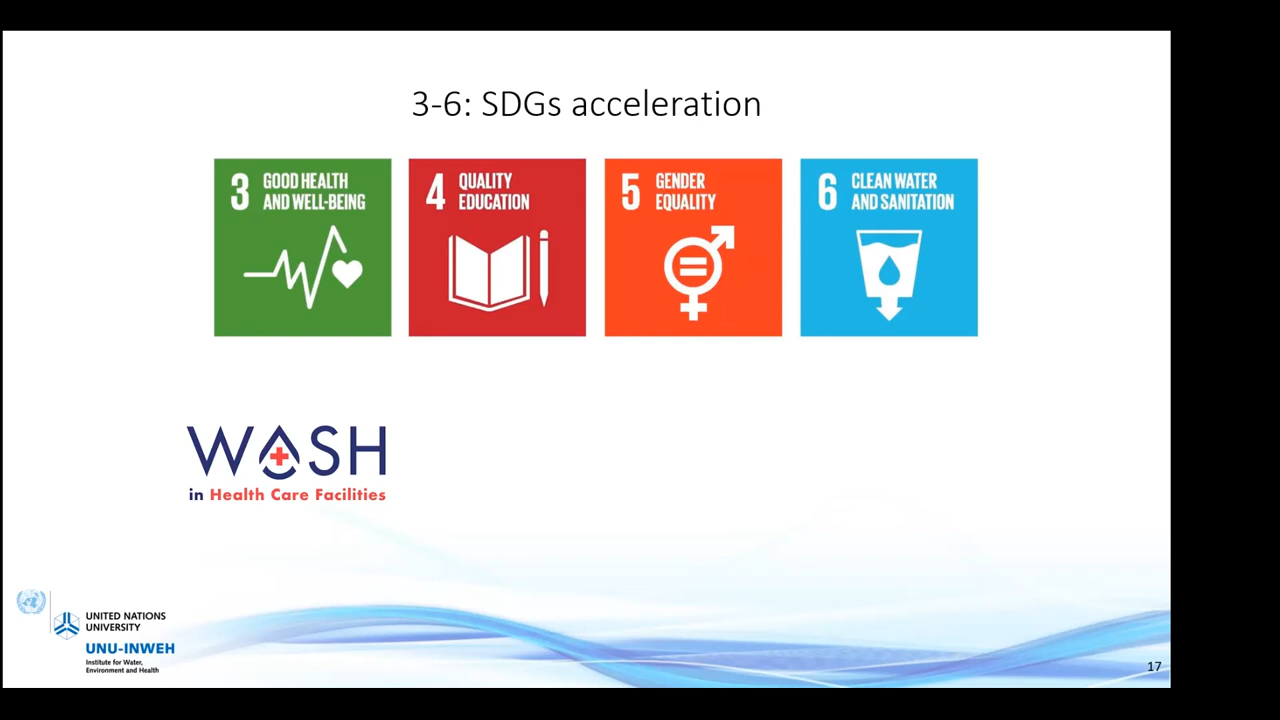 3-6: SDGs acceleration
3 GOOD HEALTH
AND WELL-BEING
4 QUALITY
EDUCATION
5 GENDER
EQUALITY
6 CLEAN WATER
AND SANITATION
WASH
in Health Care Facilities
UNITED NATIONS
UNIVERSITY
UNU-INWEH
Institute for Water,
Environment and Health
17